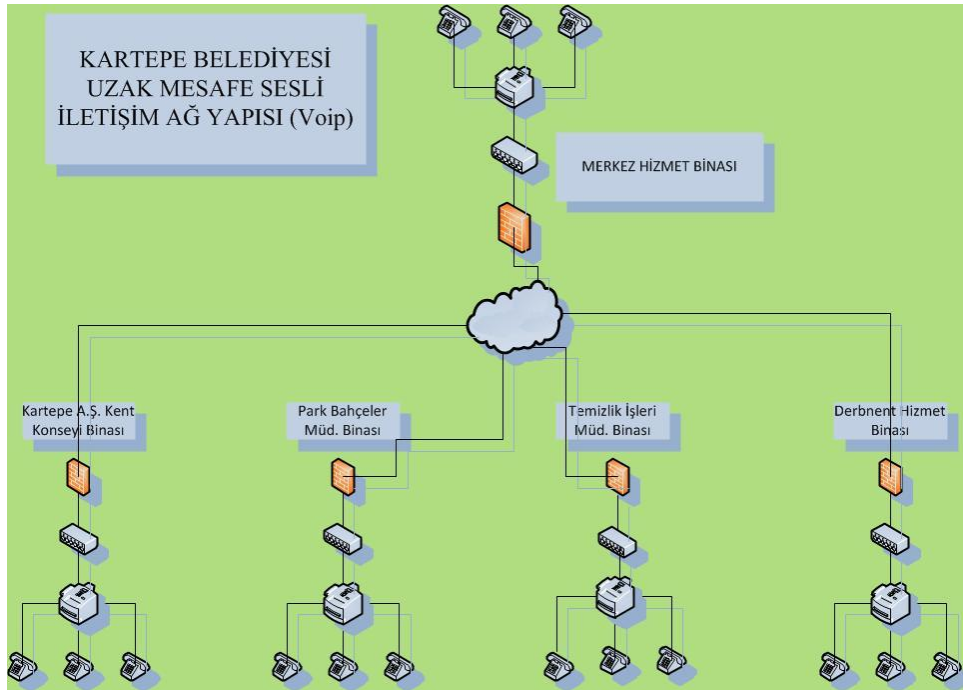 KARTEPE BELEDİYESİ
UZAK MESAFE SESLİ
İLETİŞİM AĞ YAPISI (Voip)
MERKEZ HİZMET BİNASI
Kartepe A.Ş. Kent
Konseyi Binası
Park Bahçeler
Müd. Binası
Temizlik İşleri
Müd. Binası
Derbnent Hizmet
Binası